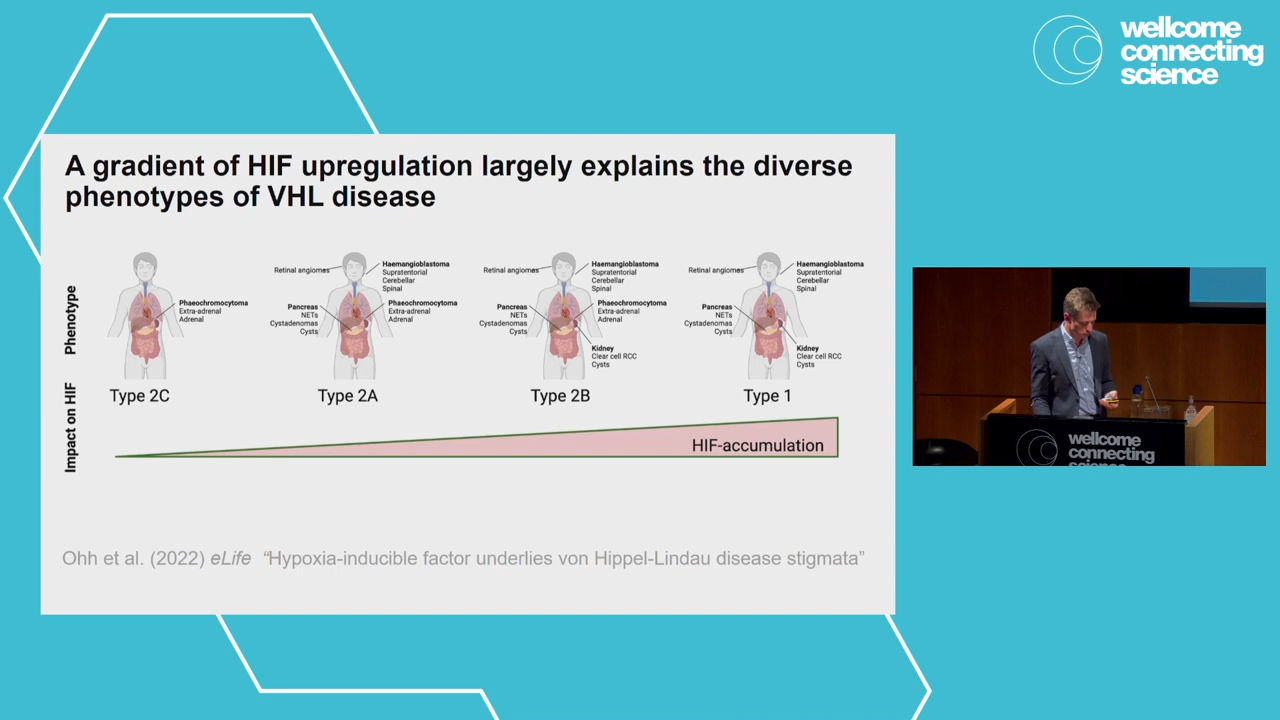 wellcome
connecting
science
A gradient of HIF upregulation largely explains the diverse
phenotypes of VHL disease
Phenotype
Phaeochromocytoma
Extra-adrenal
Adrenal
Type 2C
Retinal angiomes
Haemangioblastoma
Supratentorial
Cerebellar
Spinal
Pancreas
NETs
Cystadenomas
Cysts
Phaeochromocytoma
Extra-adrenal
Adrenal
Type 2A
Retinal angiomes
Haemangioblastoma
Supratentorial
Cerebellar
Spinal
Pancreas
NETs
Cystadenomas
Cysts
Phaeochromocytoma
Extra-adrenal
Adrenal
Kidney
Clear cell RCC
Cysts
Type 2B
Retinal angiomes
Haemangioblastoma
Supratentorial
Cerebellar
Spinal
Pancreas
NETs
Cystadenomas
Cysts
Kidney
Clear cell RCC
Cysts
Type 1
Impact on HIF
HIF-accumulation
Ohh et al. (2022) eLife “Hypoxia-inducible factor underlies von Hippel-Lindau disease stigmata”
wellcome
connecting
science